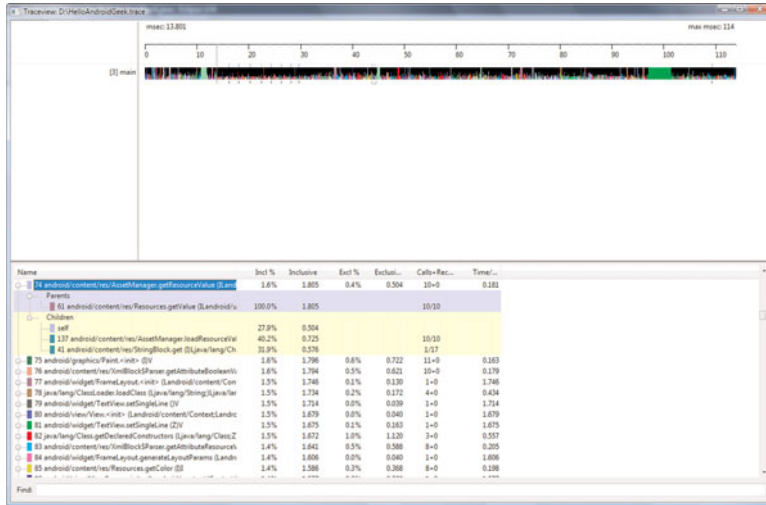 Traceview: D:\HelloAndroidGeek.trace
msec: 13.801 max msec: 114
0 10 20 30 40 50 60 70 80 90 100 110
[3] main
Name Incl % Inclusive Excl % Exclusi... Calls+Rec... Time/...
74 android/content/res/AssetManager.getResourceValue (ILand 1.6% 1.805 0.4% 0.504 10+0 0.181
Parents
61 android/content/res/Resources.getValue (ILandroid/u 100.0% 1.805 10/10
Children
self 27.9% 0.504
137 android/content/res/AssetManager.loadResourceVal 40.2% 0.725 10/10
41 android/content/res/StringBlock.get (I)Ljava/lang/Ch 31.9% 0.576 1/17
75 android/graphics/Paint.<init> (I)V 1.6% 1.796 0.6% 0.722 11+0 0.163
76 android/content/res/XmlBlock$Parser.getAttributeBooleanV 1.6% 1.794 0.5% 0.621 10+0 0.179
77 android/widget/FrameLayout.<init> (Landroid/content/Con 1.5% 1.746 0.1% 0.130 1+0 1.746
78 java/lang/ClassLoader.loadClass (Ljava/lang/String;)Ljava/lar 1.5% 1.734 0.2% 0.172 4+0 0.434
79 android/widget/TextView.setSingleLine ()V 1.5% 1.714 0.0% 0.039 1+0 1.714
80 android/view/View.<init> (Landroid/content/Context;Landrc 1.5% 1.679 0.0% 0.040 1+0 1.679
81 android/widget/TextView.setSingleLine (Z)V 1.5% 1.675 0.1% 0.163 1+0 1.675
82 java/lang/Class.getDeclaredConstructors (Ljava/lang/Class;Z 1.5% 1.672 1.0% 1.120 3+0 0.557
83 android/content/res/XmlBlock$Parser.getAttributeResourceV 1.4% 1.641 0.5% 0.588 8+0 0.205
84 android/widget/FrameLayout.generateLayoutParams (Landro 1.4% 1.606 0.0% 0.040 1+0 1.606
85 android/content/res/Resources.getColor (I)I 1.4% 1.586 0.3% 0.368 8+0 0.198
Find: